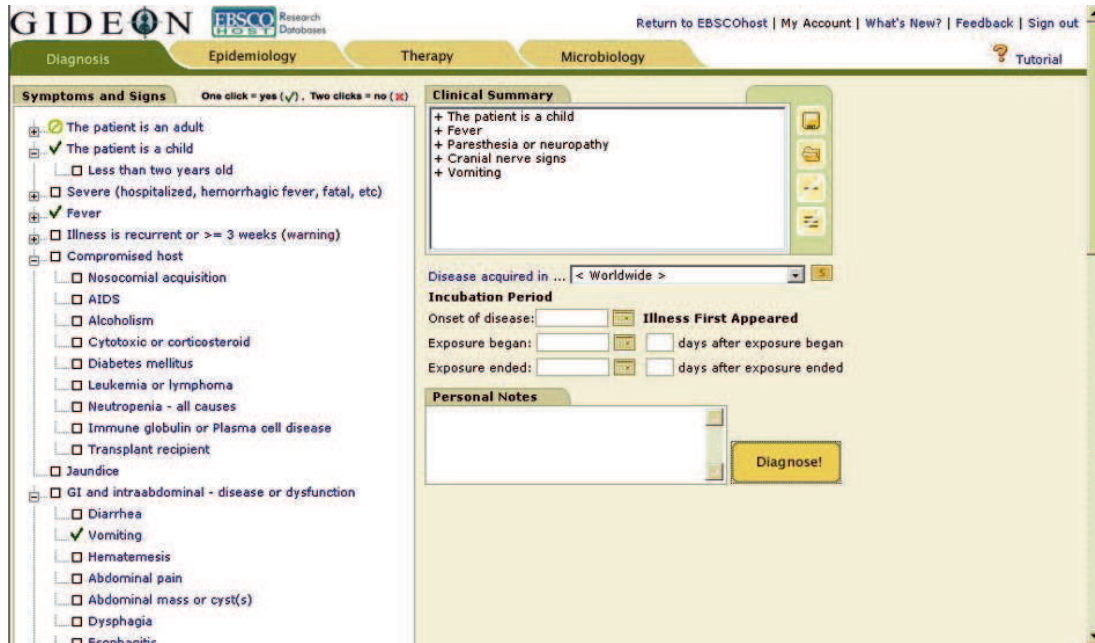 GIDEON EBSCO HOST Research Databases
Return to EBSCOhost | My Account | What's New? | Feedback | Sign out
Diagnosis Epidemiology Therapy Microbiology ? Tutorial
Symptoms and Signs One click = yes (✓), Two clicks = no (✗)
The patient is an adult
The patient is a child
Less than two years old
Severe (hospitalized, hemorrhagic fever, fatal, etc)
Fever
Illness is recurrent or >= 3 weeks (warning)
Compromised host
Nosocomial acquisition
AIDS
Alcoholism
Cytotoxic or corticosteroid
Diabetes mellitus
Leukemia or lymphoma
Neutropenia - all causes
Immune globulin or Plasma cell disease
Transplant recipient
Jaundice
GI and intraabdominal - disease or dysfunction
Diarrhea
Vomiting
Hematemesis
Abdominal pain
Abdominal mass or cyst(s)
Dysphagia
Esophagitis
Clinical Summary
+ The patient is a child
+ Fever
+ Paresthesia or neuropathy
+ Cranial nerve signs
+ Vomiting
Disease acquired in ... < Worldwide > S
Incubation Period
Onset of disease: Illness First Appeared
Exposure began: days after exposure began
Exposure ended: days after exposure ended
Personal Notes
Diagnose!